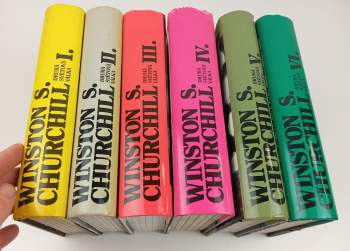 WINSTON S.
CHURCHILL
DRUHÁ
SVĚTOVÁ
VÁLKA
I.
WINSTON S.
CHURCHILL
DRUHÁ
SVĚTOVÁ
VÁLKA
II.
WINSTON S.
CHURCHILL
DRUHÁ
SVĚTOVÁ
VÁLKA
III.
WINSTON S.
CHURCHILL
DRUHÁ
SVĚTOVÁ
VÁLKA
IV.
WINSTON S.
CHURCHILL
DRUHÁ
SVĚTOVÁ
VÁLKA
V.
WINSTON S.
CHURCHILL
DRUHÁ
SVĚTOVÁ
VÁLKA
VI.